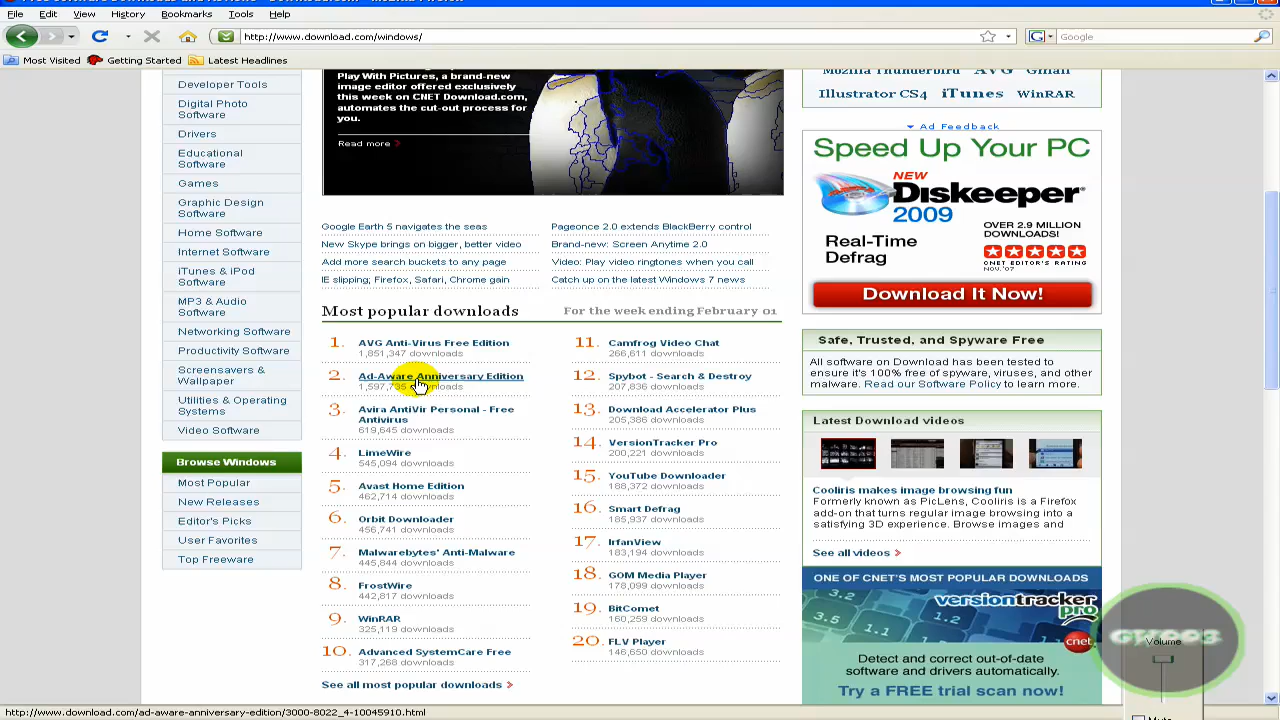 File Edit View History Bookmarks Tools Help
http://www.download.com/windows/
Google
Most Visited Getting Started Latest Headlines
Developer Tools
Digital Photo
Software
Drivers
Educational
Software
Games
Graphic Design
Software
Home Software
Internet Software
iTunes & iPod
Software
MP3 & Audio
Software
Networking Software
Productivity Software
Screensavers &
Wallpaper
Utilities & Operating
Systems
Video Software
Browse Windows
Most Popular
New Releases
Editor's Picks
User Favorites
Top Freeware
Play With Pictures, a brand-new
image editor offered exclusively
this week on CNET Download.com,
automates the cut-out process for
you.
Read more
Google Earth 5 navigates the seas
New Skype brings on bigger, better video
Add more search buckets to any page
IE slipping; Firefox, Safari, Chrome gain
Pageonce 2.0 extends BlackBerry control
Brand-new: Screen Anytime 2.0
Video: Play video ringtones when you call
Catch up on the latest Windows 7 news
Most popular downloads
For the week ending February 01
1. AVG Anti-Virus Free Edition
1,851,347 downloads
2. Ad-Aware Anniversary Edition
downloads
3. Avira AntiVir Personal - Free
Antivirus
619,645 downloads
4. LimeWire
545,094 downloads
5. Avast Home Edition
462,714 downloads
6. Orbit Downloader
456,741 downloads
7. Malwarebytes' Anti-Malware
445,844 downloads
8. FrostWire
442,817 downloads
9. WinRAR
325,119 downloads
10. Advanced SystemCare Free
317,268 downloads
See all most popular downloads
11. Camfrog Video Chat
266,611 downloads
12. Spybot - Search & Destroy
207,836 downloads
13. Download Accelerator Plus
205,386 downloads
14. VersionTracker Pro
200,221 downloads
15. YouTube Downloader
188,372 downloads
16. Smart Defrag
185,937 downloads
17. IrfanView
183,194 downloads
18. GOM Media Player
178,099 downloads
19. BitComet
160,259 downloads
20. FLV Player
146,650 downloads
Mozilla Thunderbird AVG Gmail
Illustrator CS4 iTunes WinRAR
Ad Feedback
Speed Up Your PC
NEW
Diskeeper
2009
Real-Time
Defrag
OVER 2.9 MILLION
DOWNLOADS!
CNET EDITOR'S RATING
NOV. '07
Download It Now!
Safe, Trusted, and Spyware Free
All software on Download has been tested to
ensure it's 100% free of spyware, viruses, and other
malware. Read our Software Policy to learn more.
Latest Download videos
Cooliris makes image browsing fun
Formerly known as PicLens, Cooliris is a Firefox
add-on that turns regular image browsing into a
satisfying 3D experience. Browse images and
See all videos
ONE OF CNET'S MOST POPULAR DOWNLOADS
versiontracker
pro
cnet
Detect and correct out-of-date
software and drivers automatically.
Try a FREE trial scan now!
Volume
Mute
http://www.download.com/ad-aware-anniversary-edition/3000-8022_4-10045910.html